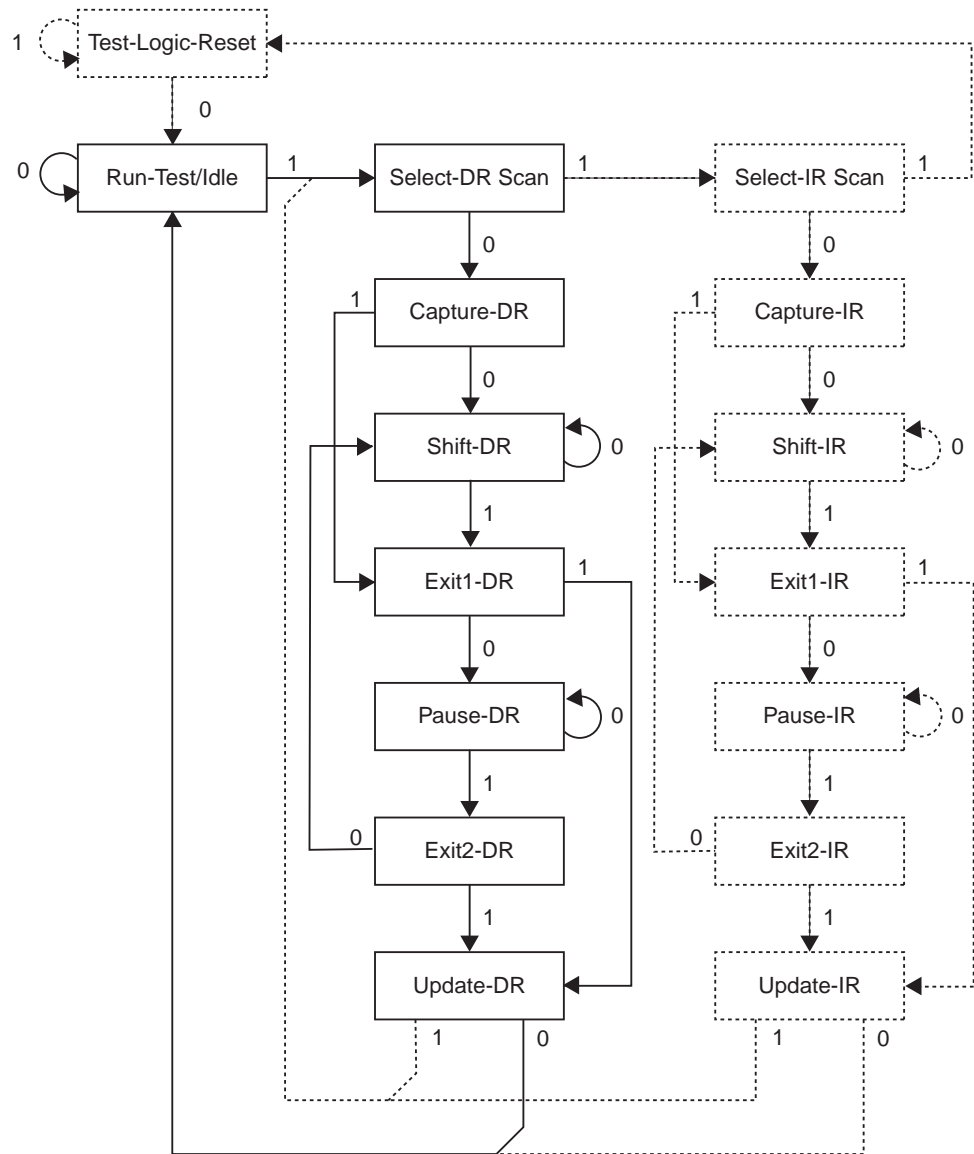 1
Test-Logic-Reset
0
0
Run-Test/Idle
1
Select-DR Scan
1
Select-IR Scan
1
0
0
1
Capture-DR
1
Capture-IR
0
0
Shift-DR
0
Shift-IR
0
1
1
Exit1-DR
1
Exit1-IR
1
0
0
Pause-DR
0
Pause-IR
0
1
1
0
Exit2-DR
0
Exit2-IR
1
1
Update-DR
Update-IR
1
0
1
0